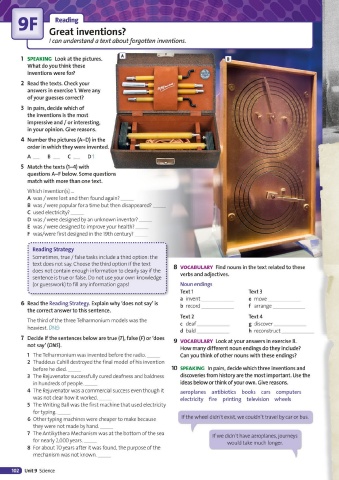 9F
Reading
Great inventions?
I can understand a text about forgotten inventions.
A
B
1 SPEAKING Look at the pictures.
What do you think these
inventions were for?
2 Read the texts. Check your
answers in exercise 1. Were any
of your guesses correct?
3 In pairs, decide which of
the inventions is the most
impressive and / or interesting,
in your opinion. Give reasons.
4 Number the pictures (A–D) in the
order in which they were invented.
A ___ B ___ C ___ D 1
5 Match the texts (1–4) with
questions A–F below. Some questions
match with more than one text.
Which invention(s) …
A was / were lost and then found again? ____
B was / were popular for a time but then disappeared? ____
C used electricity? ____
D was / were designed by an unknown inventor? ____
E was / were designed to improve your health? ____
F was/were first designed in the 19th century? ____
Reading Strategy
Sometimes, true / false tasks include a third option: the
text does not say. Choose the third option if the text
does not contain enough information to clearly say if the
sentence is true or false. Do not use your own knowledge
(or guesswork) to fill any information gaps!
6 Read the Reading Strategy. Explain why 'does not say' is
the correct answer to this sentence.
The third of the three Telharmonium models was the
heaviest. DNS
7 Decide if the sentences below are true (T), false (F) or 'does
not say' (DNS).
1 The Telharmonium was invented before the radio. ____
2 Thaddeus Cahill destroyed the final model of his invention
before he died. ____
3 The Rejuvenator successfully cured deafness and baldness
in hundreds of people. ____
4 The Rejuvenator was a commercial success even though it
was not clear how it worked. ____
5 The Writing Ball was the first machine that used electricity
for typing. ____
6 Other typing machines were cheaper to make because
they were not made by hand. ____
7 The Antikythera Mechanism was at the bottom of the sea
for nearly 2,000 years. ____
8 For about 70 years after it was found, the purpose of the
mechanism was not known. ____
8 VOCABULARY Find nouns in the text related to these
verbs and adjectives.
Noun endings
Text 1
a invent ____
b record ____
Text 3
e move ____
f arrange ____
Text 2
c deaf ____
d bald ____
Text 4
g discover ____
h reconstruct ____
9 VOCABULARY Look at your answers in exercise 8.
How many different noun endings do they include?
Can you think of other nouns with these endings?
10 SPEAKING In pairs, decide which three inventions and
discoveries from history are the most important. Use the
ideas below or think of your own. Give reasons.
aeroplanes antibiotics books cars computers
electricity fire printing television wheels
If the wheel didn't exist, we couldn't travel by car or bus.
If we didn't have aeroplanes, journeys
would take much longer.
102 Unit 9 Science